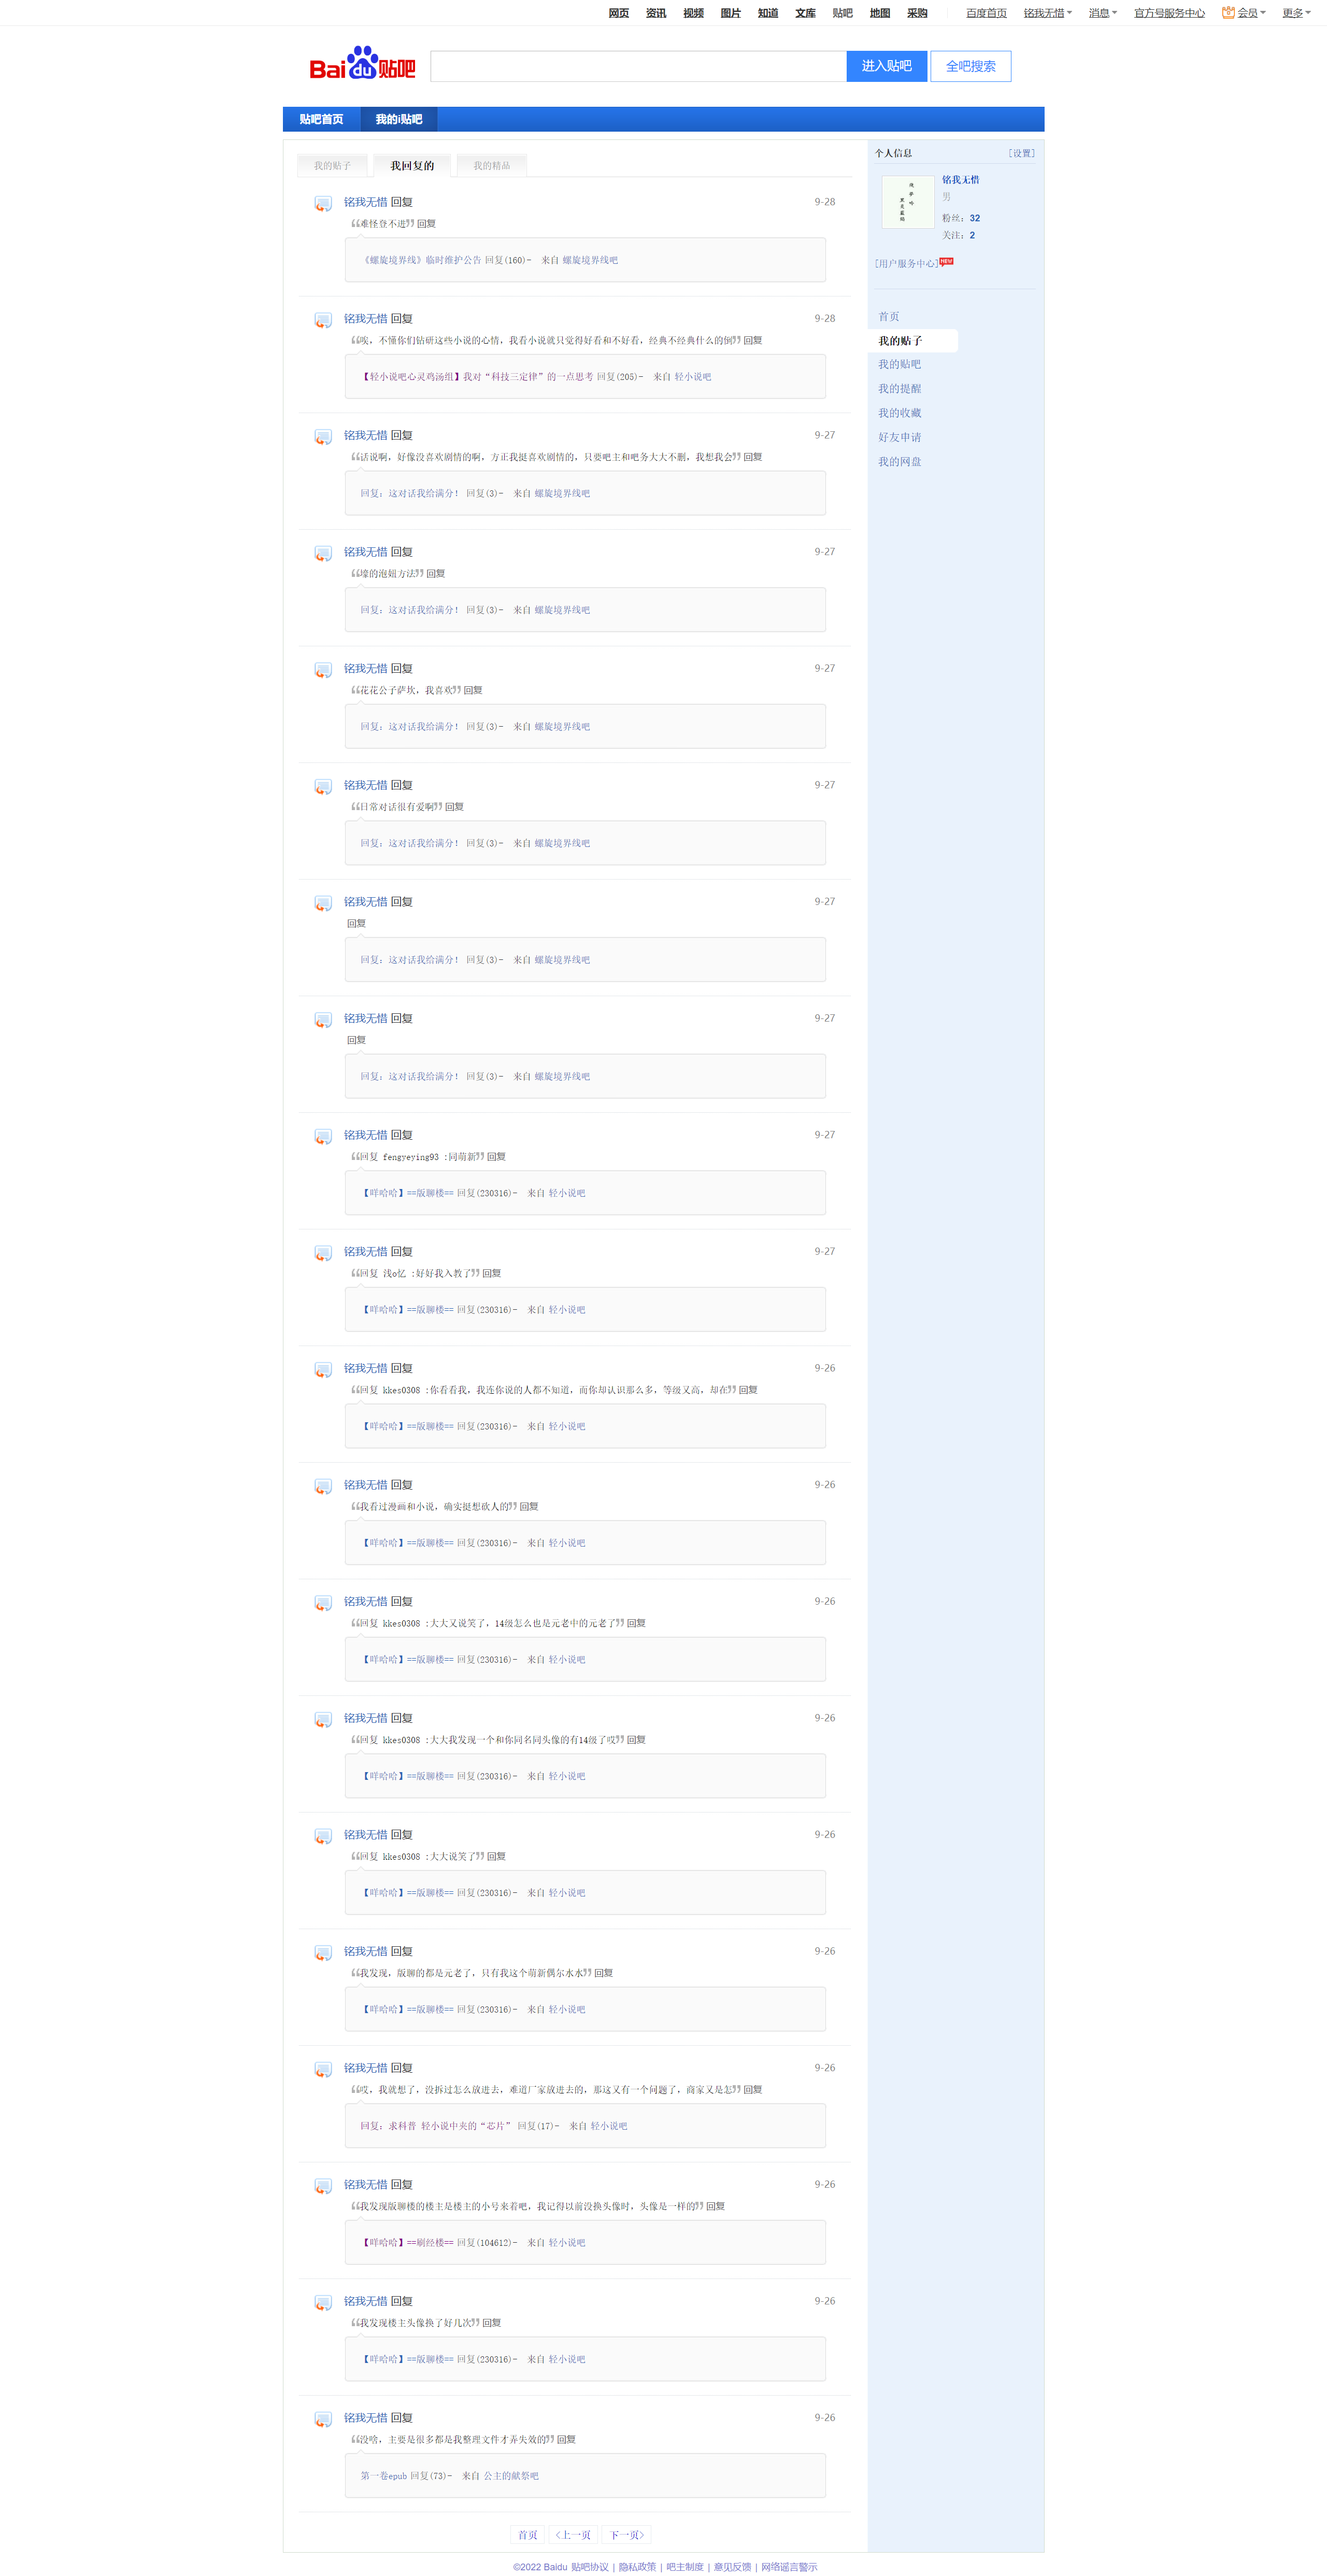 网页 资讯 视频 图片 知道 文库 贴吧 地图 采购 百度首页 铭我无惜 消息 官方号服务中心 会员 更多
Bai du 贴吧 进入贴吧 全吧搜索
贴吧首页 我的i贴吧
我的贴子 我回复的 我的精品
铭我无惜 回复 9-28
“难怪登不进” 回复
《螺旋境界线》临时维护公告 回复(160)- 来自 螺旋境界线吧
铭我无惜 回复 9-28
“唉，不懂你们钻研这些小说的心情，我看小说就只觉得好看和不好看，经典不经典什么的倒” 回复
【轻小说吧心灵鸡汤组】我对“科技三定律”的一点思考 回复(205)- 来自 轻小说吧
铭我无惜 回复 9-27
“话说啊，好像没喜欢剧情的啊，方正我挺喜欢剧情的，只要吧主和吧务大大不删，我想我会” 回复
回复：这对话我给满分！ 回复(3)- 来自 螺旋境界线吧
铭我无惜 回复 9-27
“壕的泡妞方法” 回复
回复：这对话我给满分！ 回复(3)- 来自 螺旋境界线吧
铭我无惜 回复 9-27
“花花公子萨坎，我喜欢” 回复
回复：这对话我给满分！ 回复(3)- 来自 螺旋境界线吧
铭我无惜 回复 9-27
“日常对话很有爱啊” 回复
回复：这对话我给满分！ 回复(3)- 来自 螺旋境界线吧
铭我无惜 回复 9-27
回复
回复：这对话我给满分！ 回复(3)- 来自 螺旋境界线吧
铭我无惜 回复 9-27
回复
回复：这对话我给满分！ 回复(3)- 来自 螺旋境界线吧
铭我无惜 回复 9-27
“回复 fengyeying93 :同萌新” 回复
【咩哈哈】==版聊楼== 回复(230316)- 来自 轻小说吧
铭我无惜 回复 9-27
“回复 浅o忆 :好好我入教了” 回复
【咩哈哈】==版聊楼== 回复(230316)- 来自 轻小说吧
铭我无惜 回复 9-26
“回复 kkes0308 :你看看我，我连你说的人都不知道，而你却认识那么多，等级又高，却在” 回复
【咩哈哈】==版聊楼== 回复(230316)- 来自 轻小说吧
铭我无惜 回复 9-26
“我看过漫画和小说，确实挺想砍人的” 回复
【咩哈哈】==版聊楼== 回复(230316)- 来自 轻小说吧
铭我无惜 回复 9-26
“回复 kkes0308 :大大又说笑了，14级怎么也是元老中的元老了” 回复
【咩哈哈】==版聊楼== 回复(230316)- 来自 轻小说吧
铭我无惜 回复 9-26
“回复 kkes0308 :大大我发现一个和你同名同头像的有14级了哎” 回复
【咩哈哈】==版聊楼== 回复(230316)- 来自 轻小说吧
铭我无惜 回复 9-26
“回复 kkes0308 :大大说笑了” 回复
【咩哈哈】==版聊楼== 回复(230316)- 来自 轻小说吧
铭我无惜 回复 9-26
“我发现，版聊的都是元老了，只有我这个萌新偶尔水水” 回复
【咩哈哈】==版聊楼== 回复(230316)- 来自 轻小说吧
铭我无惜 回复 9-26
“哎，我就想了，没拆过怎么放进去，难道厂家放进去的，那这又有一个问题了，商家又是怎” 回复
回复：求科普 轻小说中夹的“芯片” 回复(17)- 来自 轻小说吧
铭我无惜 回复 9-26
“我发现版聊楼的楼主是楼主的小号来着吧，我记得以前没换头像时，头像是一样的” 回复
【咩哈哈】==刷经楼== 回复(104612)- 来自 轻小说吧
铭我无惜 回复 9-26
“我发现楼主头像换了好几次” 回复
【咩哈哈】==版聊楼== 回复(230316)- 来自 轻小说吧
铭我无惜 回复 9-26
“没啥，主要是很多都是我整理文件才弄失效的” 回复
第一卷epub 回复(73)- 来自 公主的献祭吧
首页 <上一页 下一页>
个人信息 [设置]
铭我无惜
男
粉丝：32
关注：2
[用户服务中心] NEW
首页
我的贴子
我的贴吧
我的提醒
我的收藏
好友申请
我的网盘
©2022 Baidu 贴吧协议 | 隐私政策 | 吧主制度 | 意见反馈 | 网络谣言警示